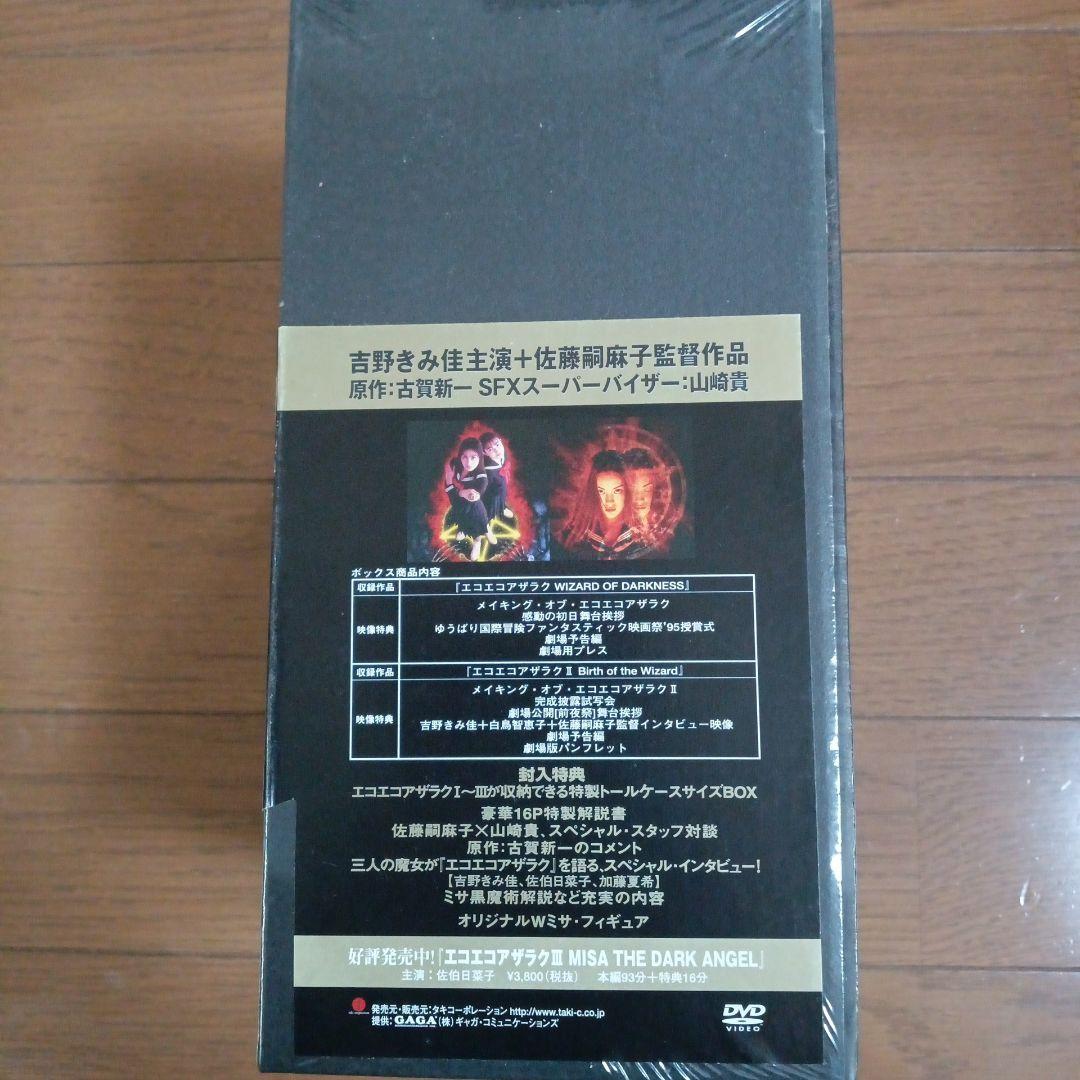 吉野きみ佳主演＋佐藤嗣麻子監督作品
原作：古賀新一 SFXスーパーバイザー：山崎貴
ボックス商品内容
収録作品 『エコエコアザラク WIZARD OF DARKNESS』
映像特典
メイキング・オブ・エコエコアザラク
感動の初日舞台挨拶
ゆうばり国際冒険ファンタスティック映画祭'95授賞式
劇場予告編
劇場用プレス
収録作品 『エコエコアザラクⅡ Birth of the Wizard』
映像特典
メイキング・オブ・エコエコアザラクⅡ
完成披露試写会
劇場公開[前夜祭]舞台挨拶
吉野きみ佳＋白鳥智恵子＋佐藤嗣麻子監督インタビュー映像
劇場予告編
劇場版パンフレット
封入特典
エコエコアザラクⅠ～Ⅲが収納できる特製トールケースサイズBOX
豪華16P特製解説書
佐藤嗣麻子×山崎貴、スペシャル・スタッフ対談
原作：古賀新一のコメント
三人の魔女が『エコエコアザラク』を語る、スペシャル・インタビュー！
【吉野きみ佳、佐伯日菜子、加藤夏希】
ミサ黒魔術解説など充実の内容
オリジナルWミサ・フィギュア
好評発売中！『エコエコアザラクⅢ MISA THE DARK ANGEL』
主演：佐伯日菜子 ¥3,800（税抜） 本編93分＋特典16分
発売元・販売元：タキコーポレーション http://www.taki-c.co.jp
提供：GAGA（株）ギャガ・コミュニケーションズ
DVD
VIDEO